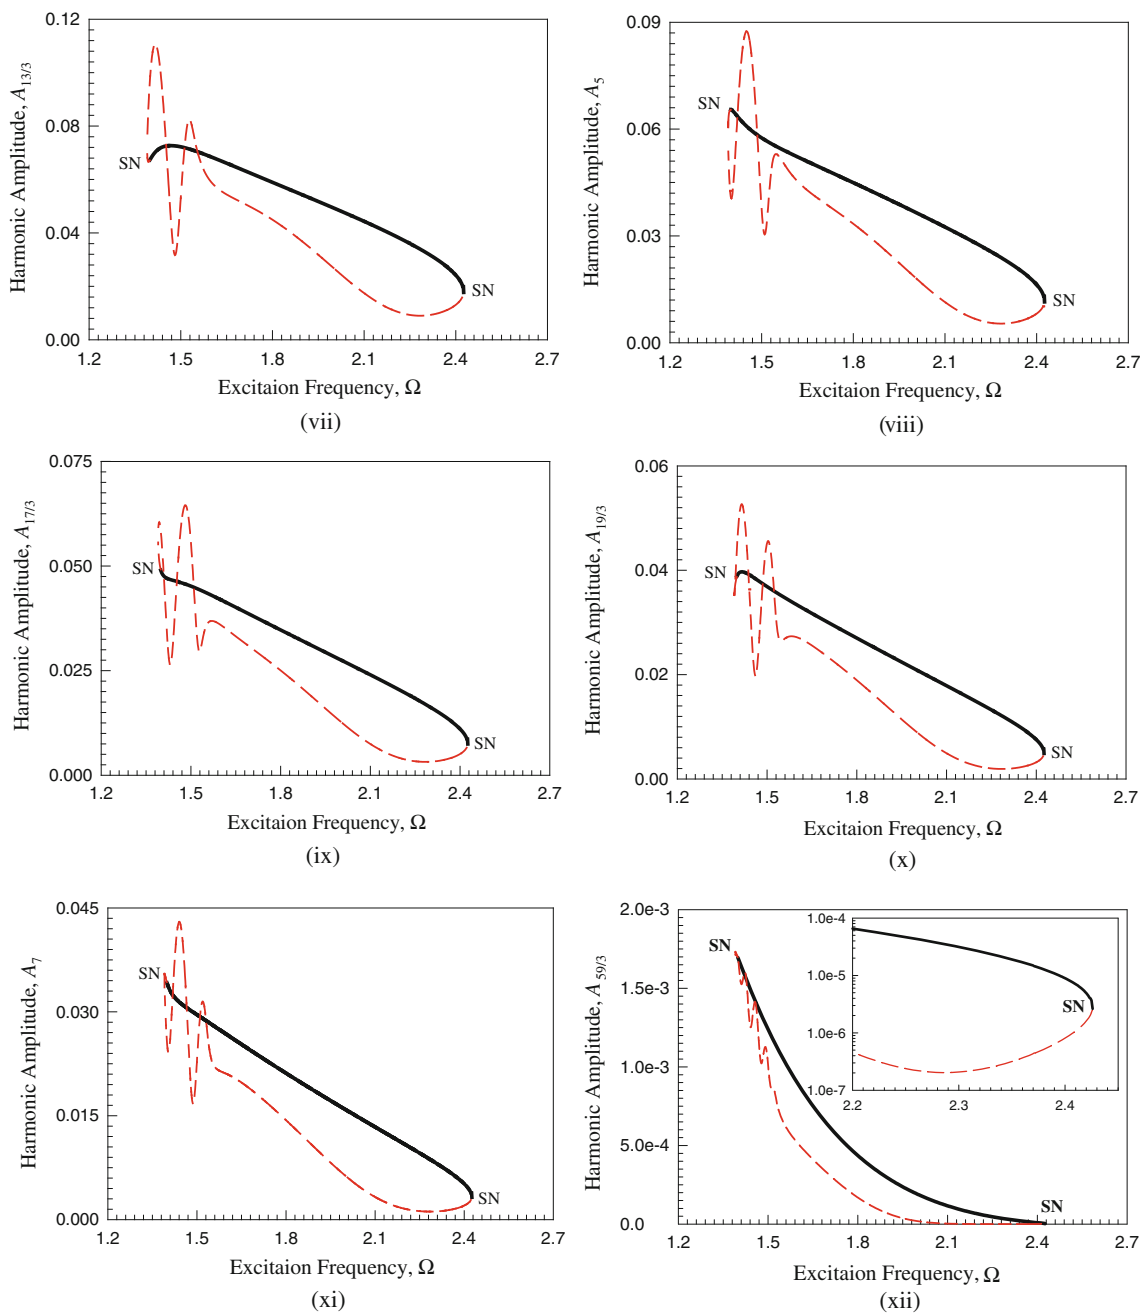 0.12
0.08
0.04
0.00
Harmonic Amplitude, A13/3
SN
SN
1.2 1.5 1.8 2.1 2.4 2.7
Excitaion Frequency, Ω
(vii)
0.09
0.06
0.03
0.00
Harmonic Amplitude, A5
SN
SN
1.2 1.5 1.8 2.1 2.4 2.7
Excitaion Frequency, Ω
(viii)
0.075
0.050
0.025
0.000
Harmonic Amplitude, A17/3
SN
SN
1.2 1.5 1.8 2.1 2.4 2.7
Excitaion Frequency, Ω
(ix)
0.06
0.04
0.02
0.00
Harmonic Amplitude, A19/3
SN
SN
1.2 1.5 1.8 2.1 2.4 2.7
Excitaion Frequency, Ω
(x)
0.045
0.030
0.015
0.000
Harmonic Amplitude, A7
SN
SN
1.2 1.5 1.8 2.1 2.4 2.7
Excitaion Frequency, Ω
(xi)
2.0e-3
1.5e-3
1.0e-3
5.0e-4
0.0
Harmonic Amplitude, A59/3
SN
SN
1.0e-4
1.0e-5
1.0e-6
1.0e-7
SN
2.2 2.3 2.4
1.2 1.5 1.8 2.1 2.4 2.7
Excitaion Frequency, Ω
(xii)